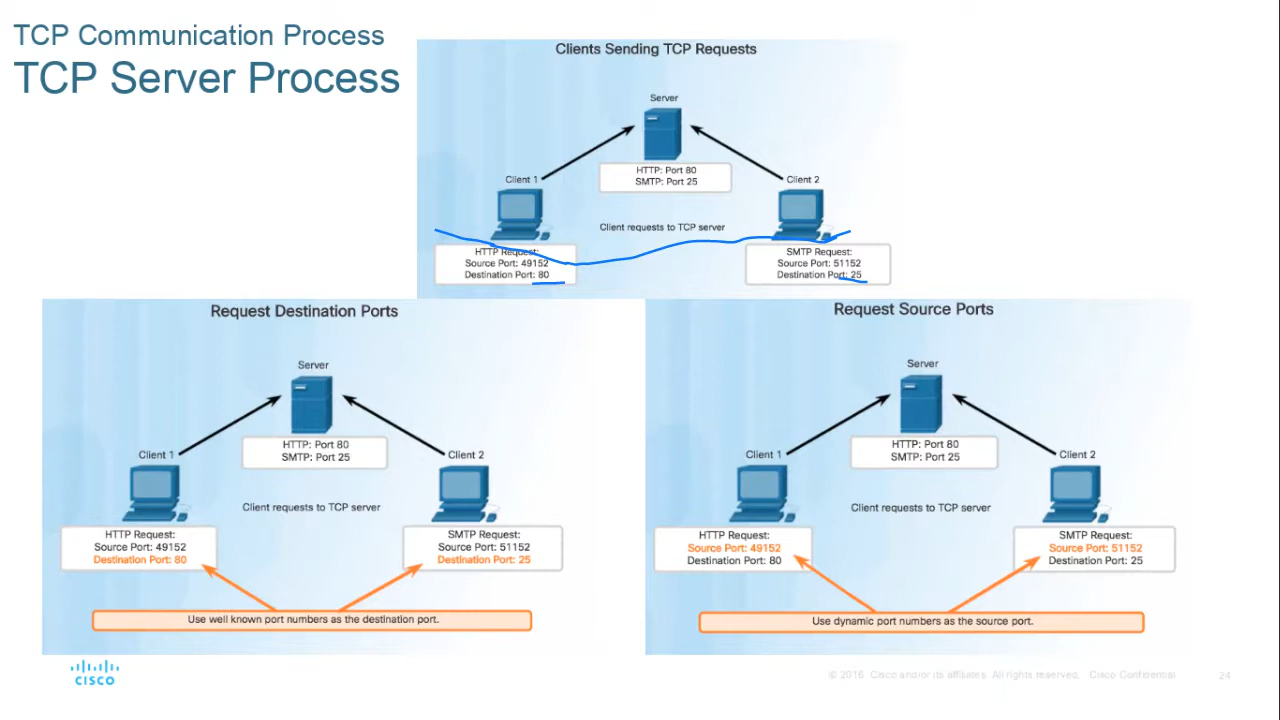 TCP Communication Process
TCP Server Process
Clients Sending TCP Requests
Server
HTTP: Port 80
SMTP: Port 25
Client 1
Client 2
Client requests to TCP server
HTTP Request:
Source Port: 49152
Destination Port: 80
SMTP Request:
Source Port: 51152
Destination Port: 25
Request Destination Ports
Server
HTTP: Port 80
SMTP: Port 25
Client 1
Client 2
Client requests to TCP server
HTTP Request:
Source Port: 49152
Destination Port: 80
SMTP Request:
Source Port: 51152
Destination Port: 25
Use well known port numbers as the destination port.
Request Source Ports
Server
HTTP: Port 80
SMTP: Port 25
Client 1
Client 2
Client requests to TCP server
HTTP Request:
Source Port: 49152
Destination Port: 80
SMTP Request:
Source Port: 51152
Destination Port: 25
Use dynamic port numbers as the source port.
CISCO
© 2016 Cisco and/or its affiliates. All rights reserved. Cisco Confidential
24